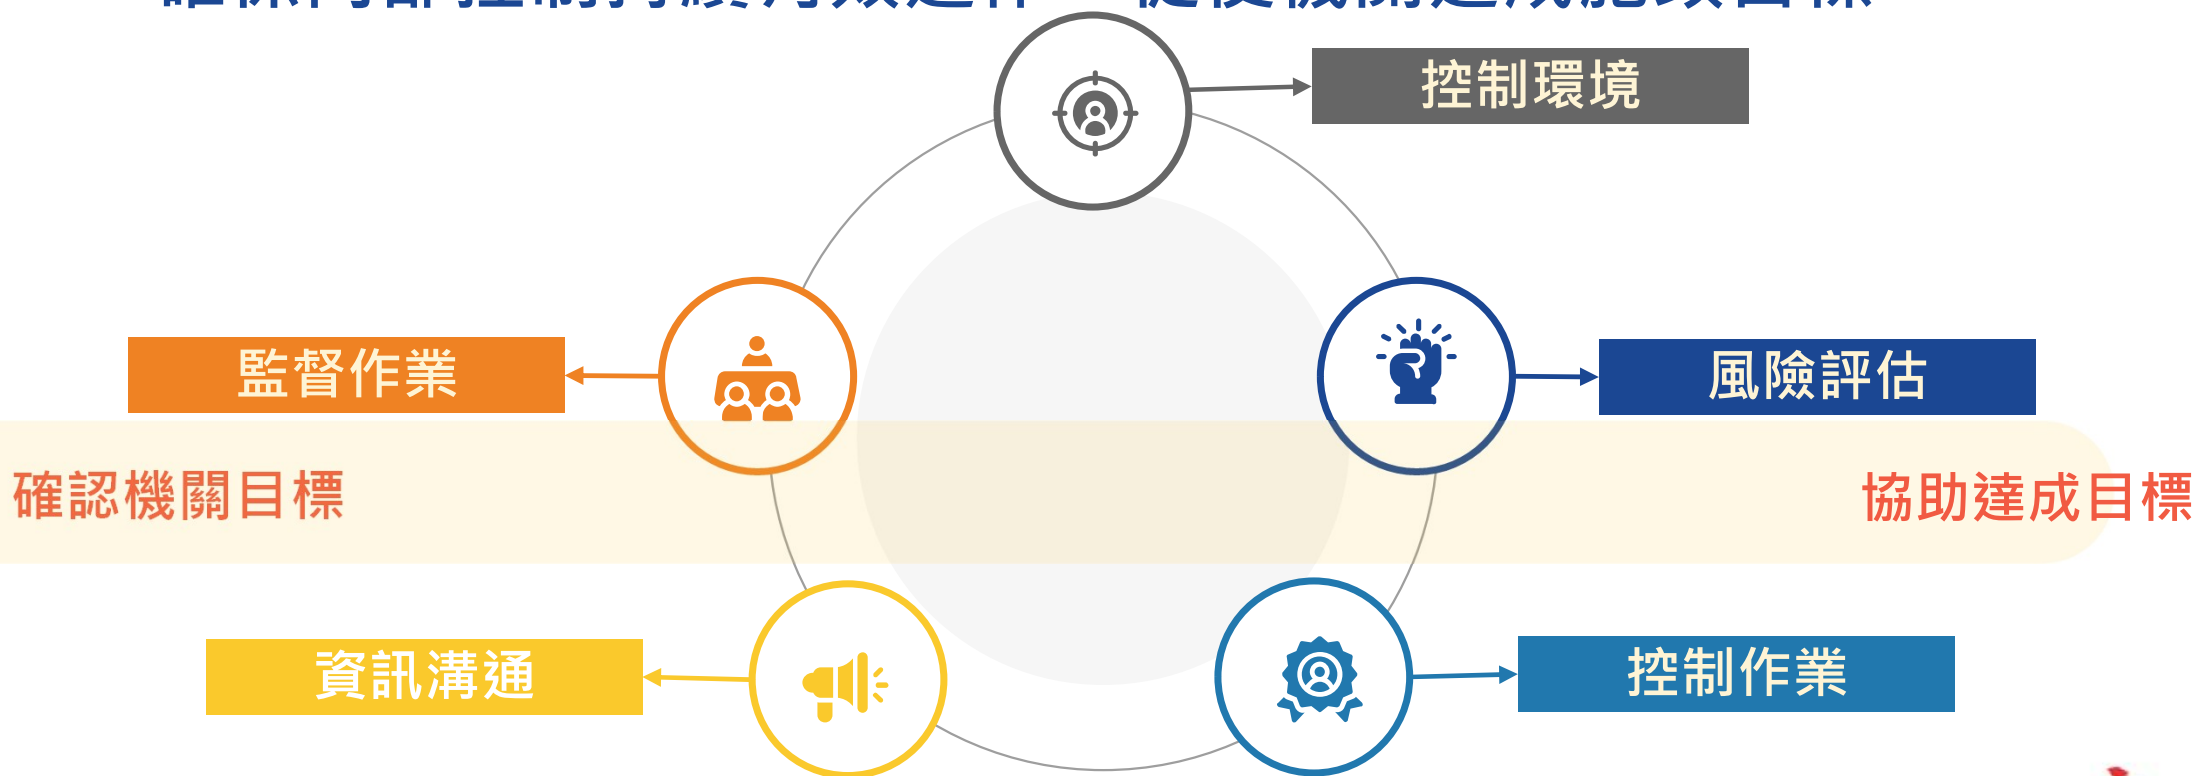 控制環境
監督作業
風險評估
確認機關目標
協助達成目標
資訊溝通
控制作業